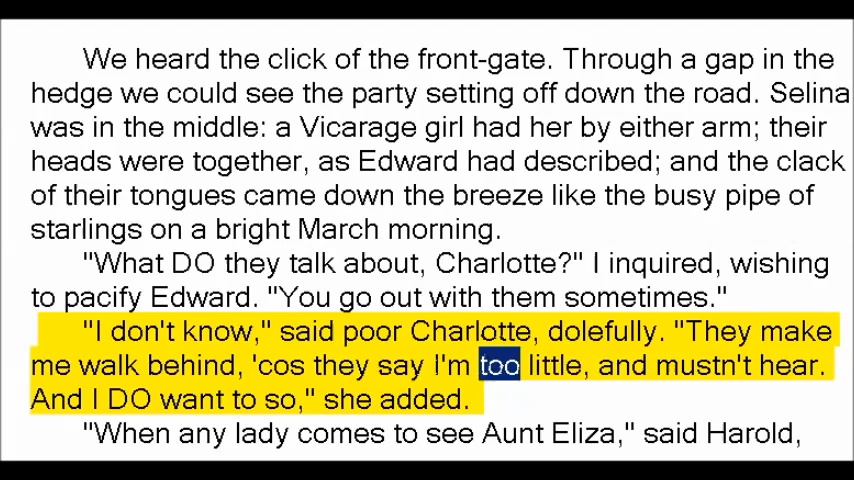 We heard the click of the front-gate. Through a gap in the
hedge we could see the party setting off down the road. Selina
was in the middle: a Vicarage girl had her by either arm; their
heads were together, as Edward had described; and the clack
of their tongues came down the breeze like the busy pipe of
starlings on a bright March morning.
"What DO they talk about, Charlotte?" I inquired, wishing
to pacify Edward. "You go out with them sometimes."
"I don't know," said poor Charlotte, dolefully. "They make
me walk behind, 'cos they say I'm too little, and mustn't hear.
And I DO want to so," she added.
"When any lady comes to see Aunt Eliza," said Harold,